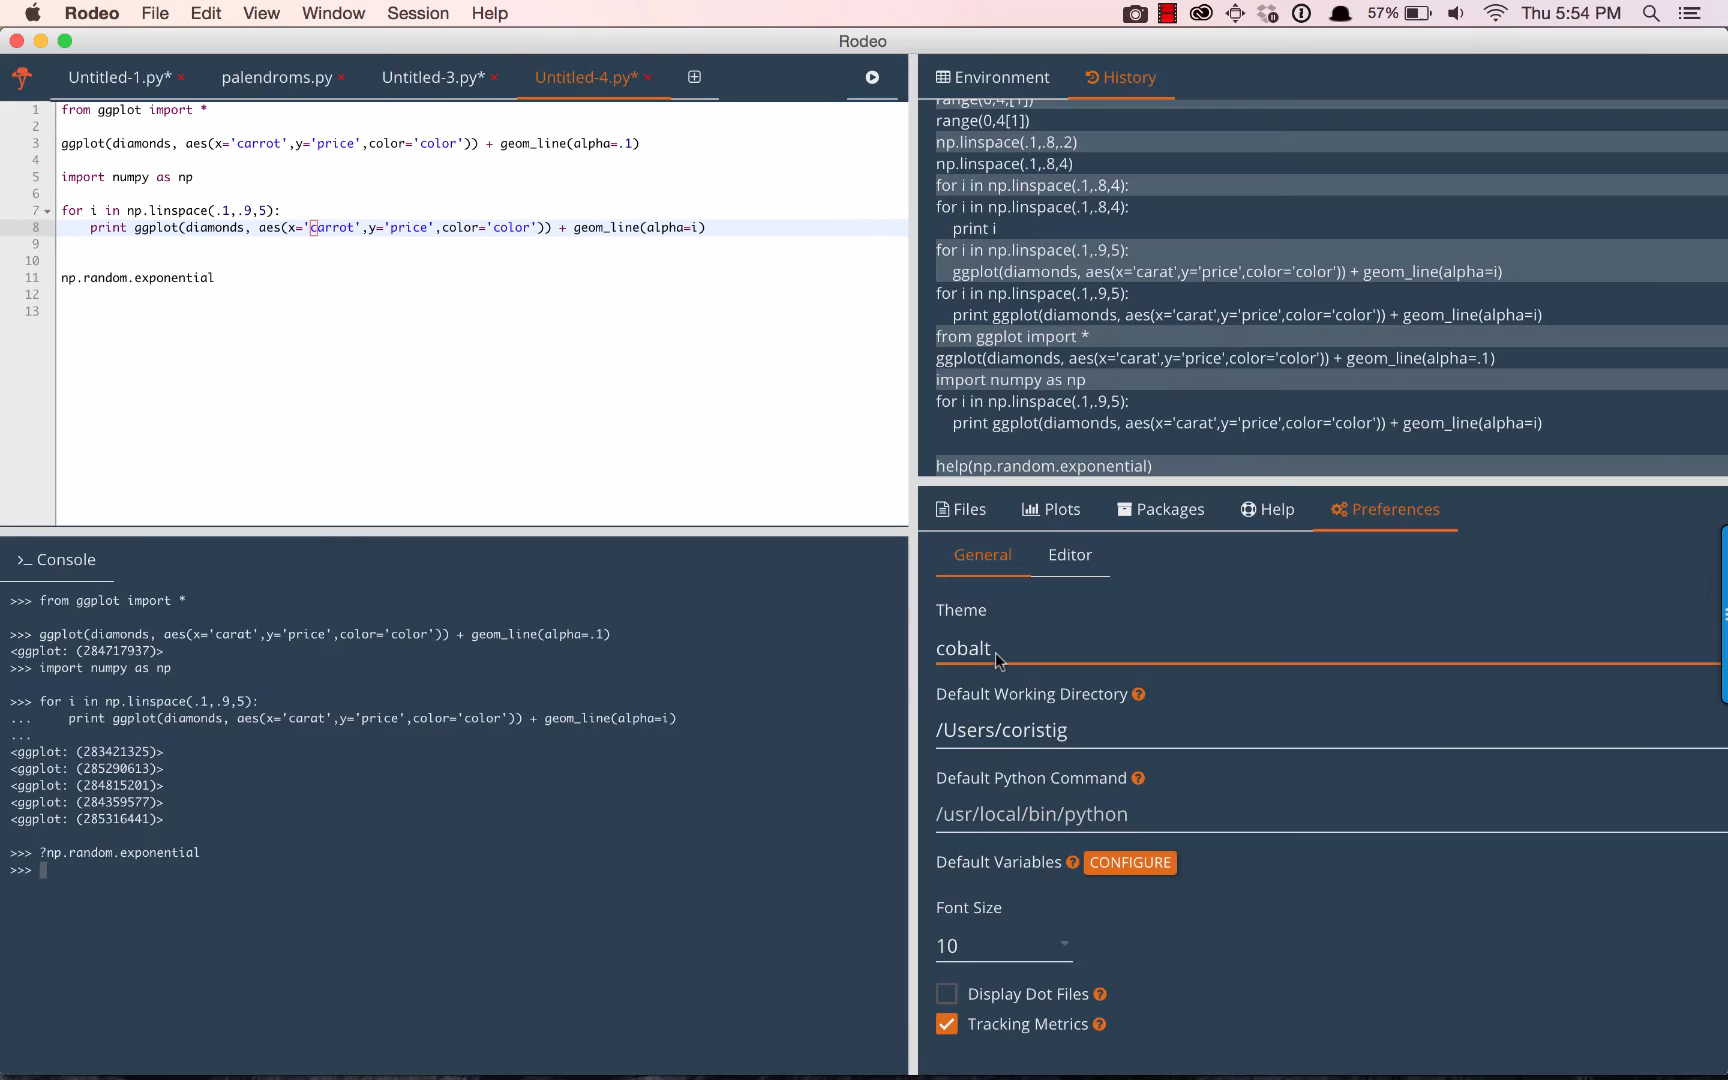 Rodeo File Edit View Window Session Help 57% Thu 5:54 PM
Rodeo
Untitled-1.py* × palendroms.py × Untitled-3.py* × Untitled-4.py* ×
1 from ggplot import *
2
3 ggplot(diamonds, aes(x='carrot',y='price',color='color')) + geom_line(alpha=.1)
4
5 import numpy as np
6
7 for i in np.linspace(.1,.9,5):
8 print ggplot(diamonds, aes(x='carrot',y='price',color='color')) + geom_line(alpha=i)
9
10
11 np.random.exponential
12
13
>_ Console
>>> from ggplot import *
>>> ggplot(diamonds, aes(x='carat',y='price',color='color')) + geom_line(alpha=.1)
<ggplot: (284717937)>
>>> import numpy as np
>>> for i in np.linspace(.1,.9,5):
... print ggplot(diamonds, aes(x='carat',y='price',color='color')) + geom_line(alpha=i)
...
<ggplot: (283421325)>
<ggplot: (285290613)>
<ggplot: (284815201)>
<ggplot: (284359577)>
<ggplot: (285316441)>
>>> ?np.random.exponential
>>>
Environment History
range(0,4,[1])
range(0,4[1])
np.linspace(.1,.8,.2)
np.linspace(.1,.8,4)
for i in np.linspace(.1,.8,4):
for i in np.linspace(.1,.8,4):
print i
for i in np.linspace(.1,.9,5):
ggplot(diamonds, aes(x='carat',y='price',color='color')) + geom_line(alpha=i)
for i in np.linspace(.1,.9,5):
print ggplot(diamonds, aes(x='carat',y='price',color='color')) + geom_line(alpha=i)
from ggplot import *
ggplot(diamonds, aes(x='carat',y='price',color='color')) + geom_line(alpha=.1)
import numpy as np
for i in np.linspace(.1,.9,5):
print ggplot(diamonds, aes(x='carat',y='price',color='color')) + geom_line(alpha=i)
help(np.random.exponential)
Files Plots Packages Help Preferences
General Editor
Theme
cobalt
Default Working Directory ?
/Users/coristig
Default Python Command ?
/usr/local/bin/python
Default Variables ? CONFIGURE
Font Size
10
Display Dot Files ?
Tracking Metrics ?